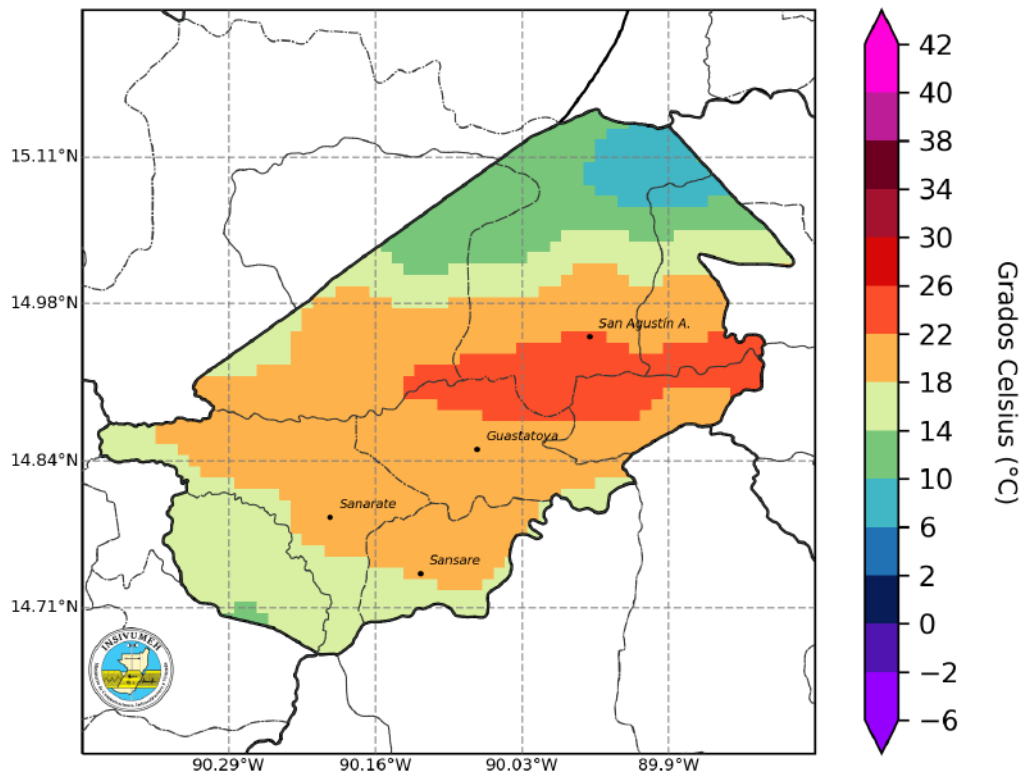 15.11°N
14.98°N
14.84°N
14.71°N
90.29°W
90.16°W
90.03°W
89.9°W
San Agustín A.
Guastatoya
Sanarate
Sansare
INSIVUMEH
42
40
38
34
30
26
22
18
14
10
6
2
0
−2
−6
Grados Celsius (°C)